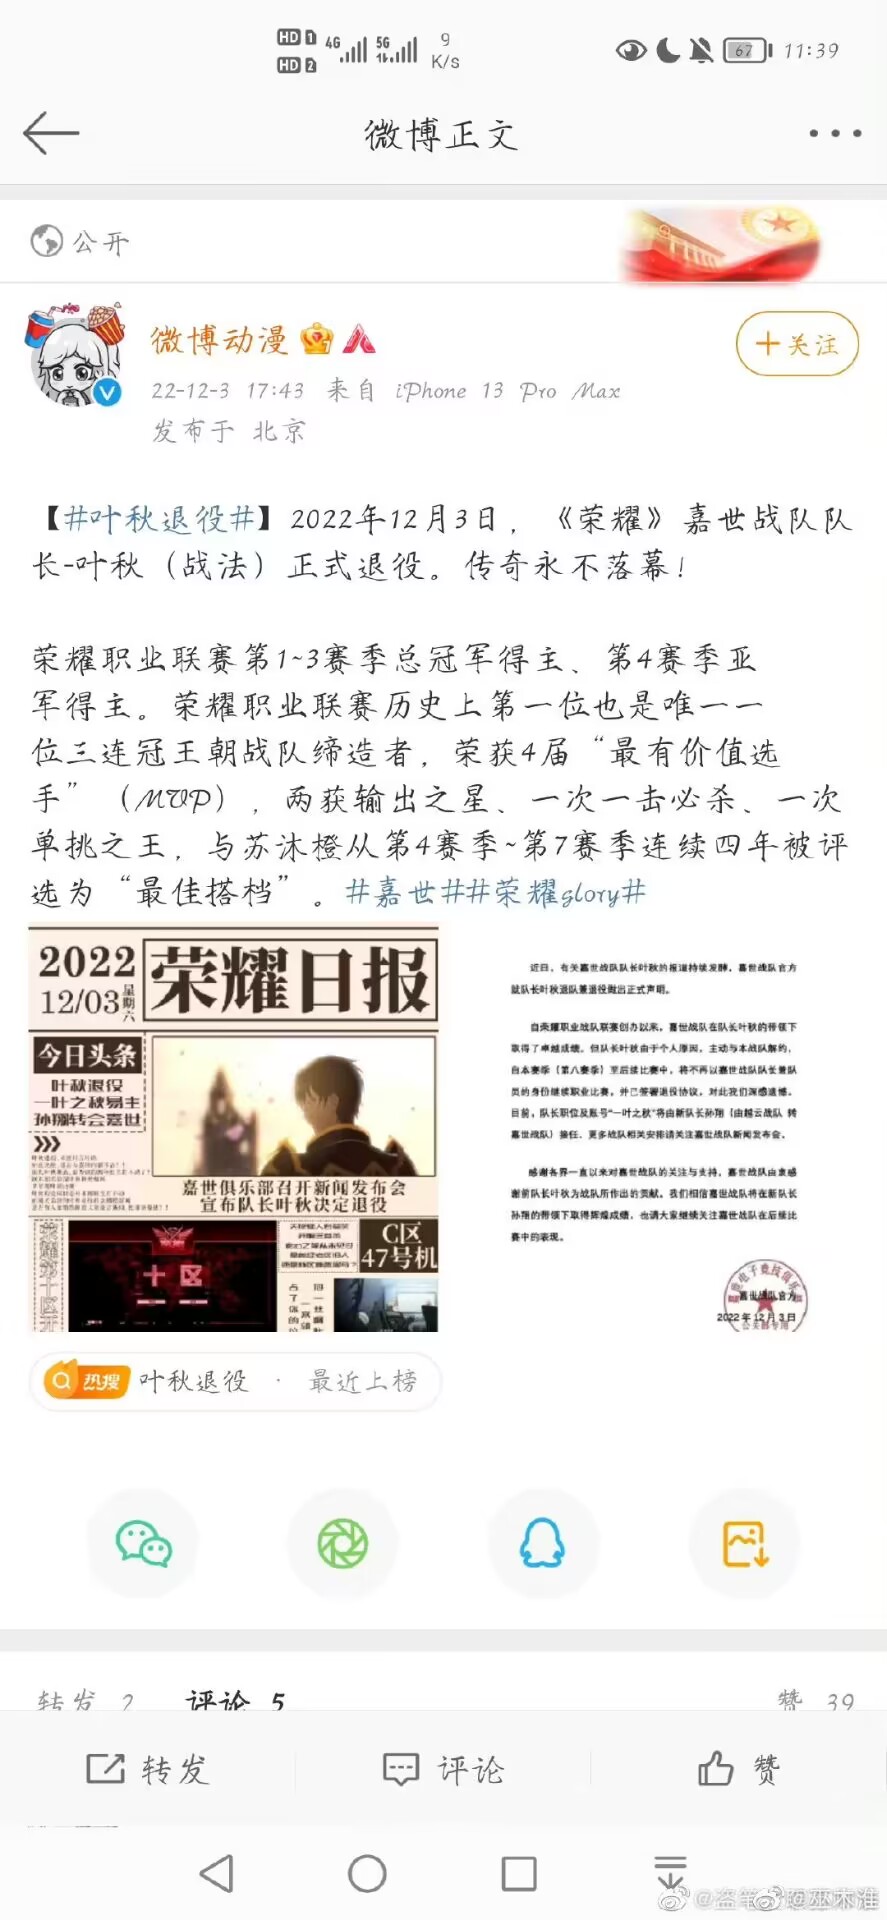 HD 1 4G 5G 9
HD 2 K/s
67 11:39
微博正文
公开
微博动漫
+关注
22-12-3 17:43 来自 iPhone 13 Pro Max
发布于 北京
【#叶秋退役#】2022年12月3日，《荣耀》嘉世战队队
长-叶秋（战法）正式退役。传奇永不落幕！
荣耀职业联赛第1~3赛季总冠军得主、第4赛季亚
军得主。荣耀职业联赛历史上第一位也是唯一一
位三连冠王朝战队缔造者，荣获4届“最有价值选
手”（MVP），两获输出之星、一次一击必杀、一次
单挑之王，与苏沐橙从第4赛季~第7赛季连续四年被评
选为“最佳搭档”。#嘉世##荣耀glory#
2022
12/03
星期六
荣耀日报
今日头条
叶秋退役
一叶之秋易主
孙翔转会嘉世
嘉世俱乐部召开新闻发布会
宣布队长叶秋决定退役
十区
C区
47号机
近日，有关嘉世战队队长叶秋的报道持续发酵，嘉世战队官方
就队长叶秋退队兼退役做出正式声明。
自荣耀职业战队联赛创办以来，嘉世战队在队长叶秋的带领下
取得了卓越成绩。但队长叶秋由于个人原因，主动与本战队解约，
自本赛季（第八赛季）至后续比赛中，将不再以嘉世战队队长兼队
员的身份继续职业比赛，并已签署退役协议，对此我们深感遗憾。
目前，队长职位及账号“一叶之秋”将由新队长孙翔（由越云战队 转
嘉世战队）接任，更多战队相关安排请关注嘉世战队新闻发布会。
感谢各界一直以来对嘉世战队的关注与支持，嘉世战队由衷感
谢前队长叶秋为战队所作出的贡献。我们相信嘉世战队将在新队长
孙翔的带领下取得辉煌成绩，也请大家继续关注嘉世战队在后续比
赛中的表现。
嘉世战队官方
2022年12月3日
热搜 叶秋退役 · 最近上榜
转发 2 评论 5 赞 39
转发 评论 赞